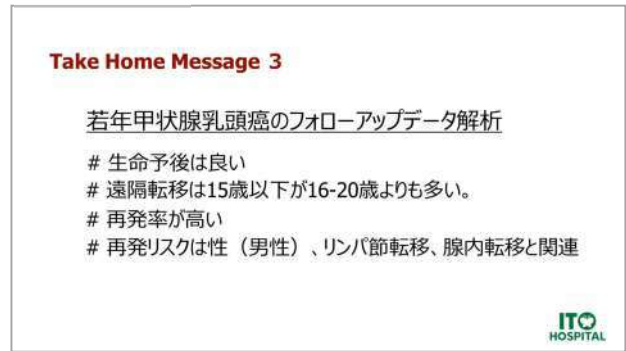 Take Home Message 3
若年甲状腺乳頭癌のフォローアップデータ解析
# 生命予後は良い
# 遠隔転移は15歳以下が16-20歳よりも多い。
# 再発率が高い
# 再発リスクは性（男性）、リンパ節転移、腺内転移と関連
ITO
HOSPITAL